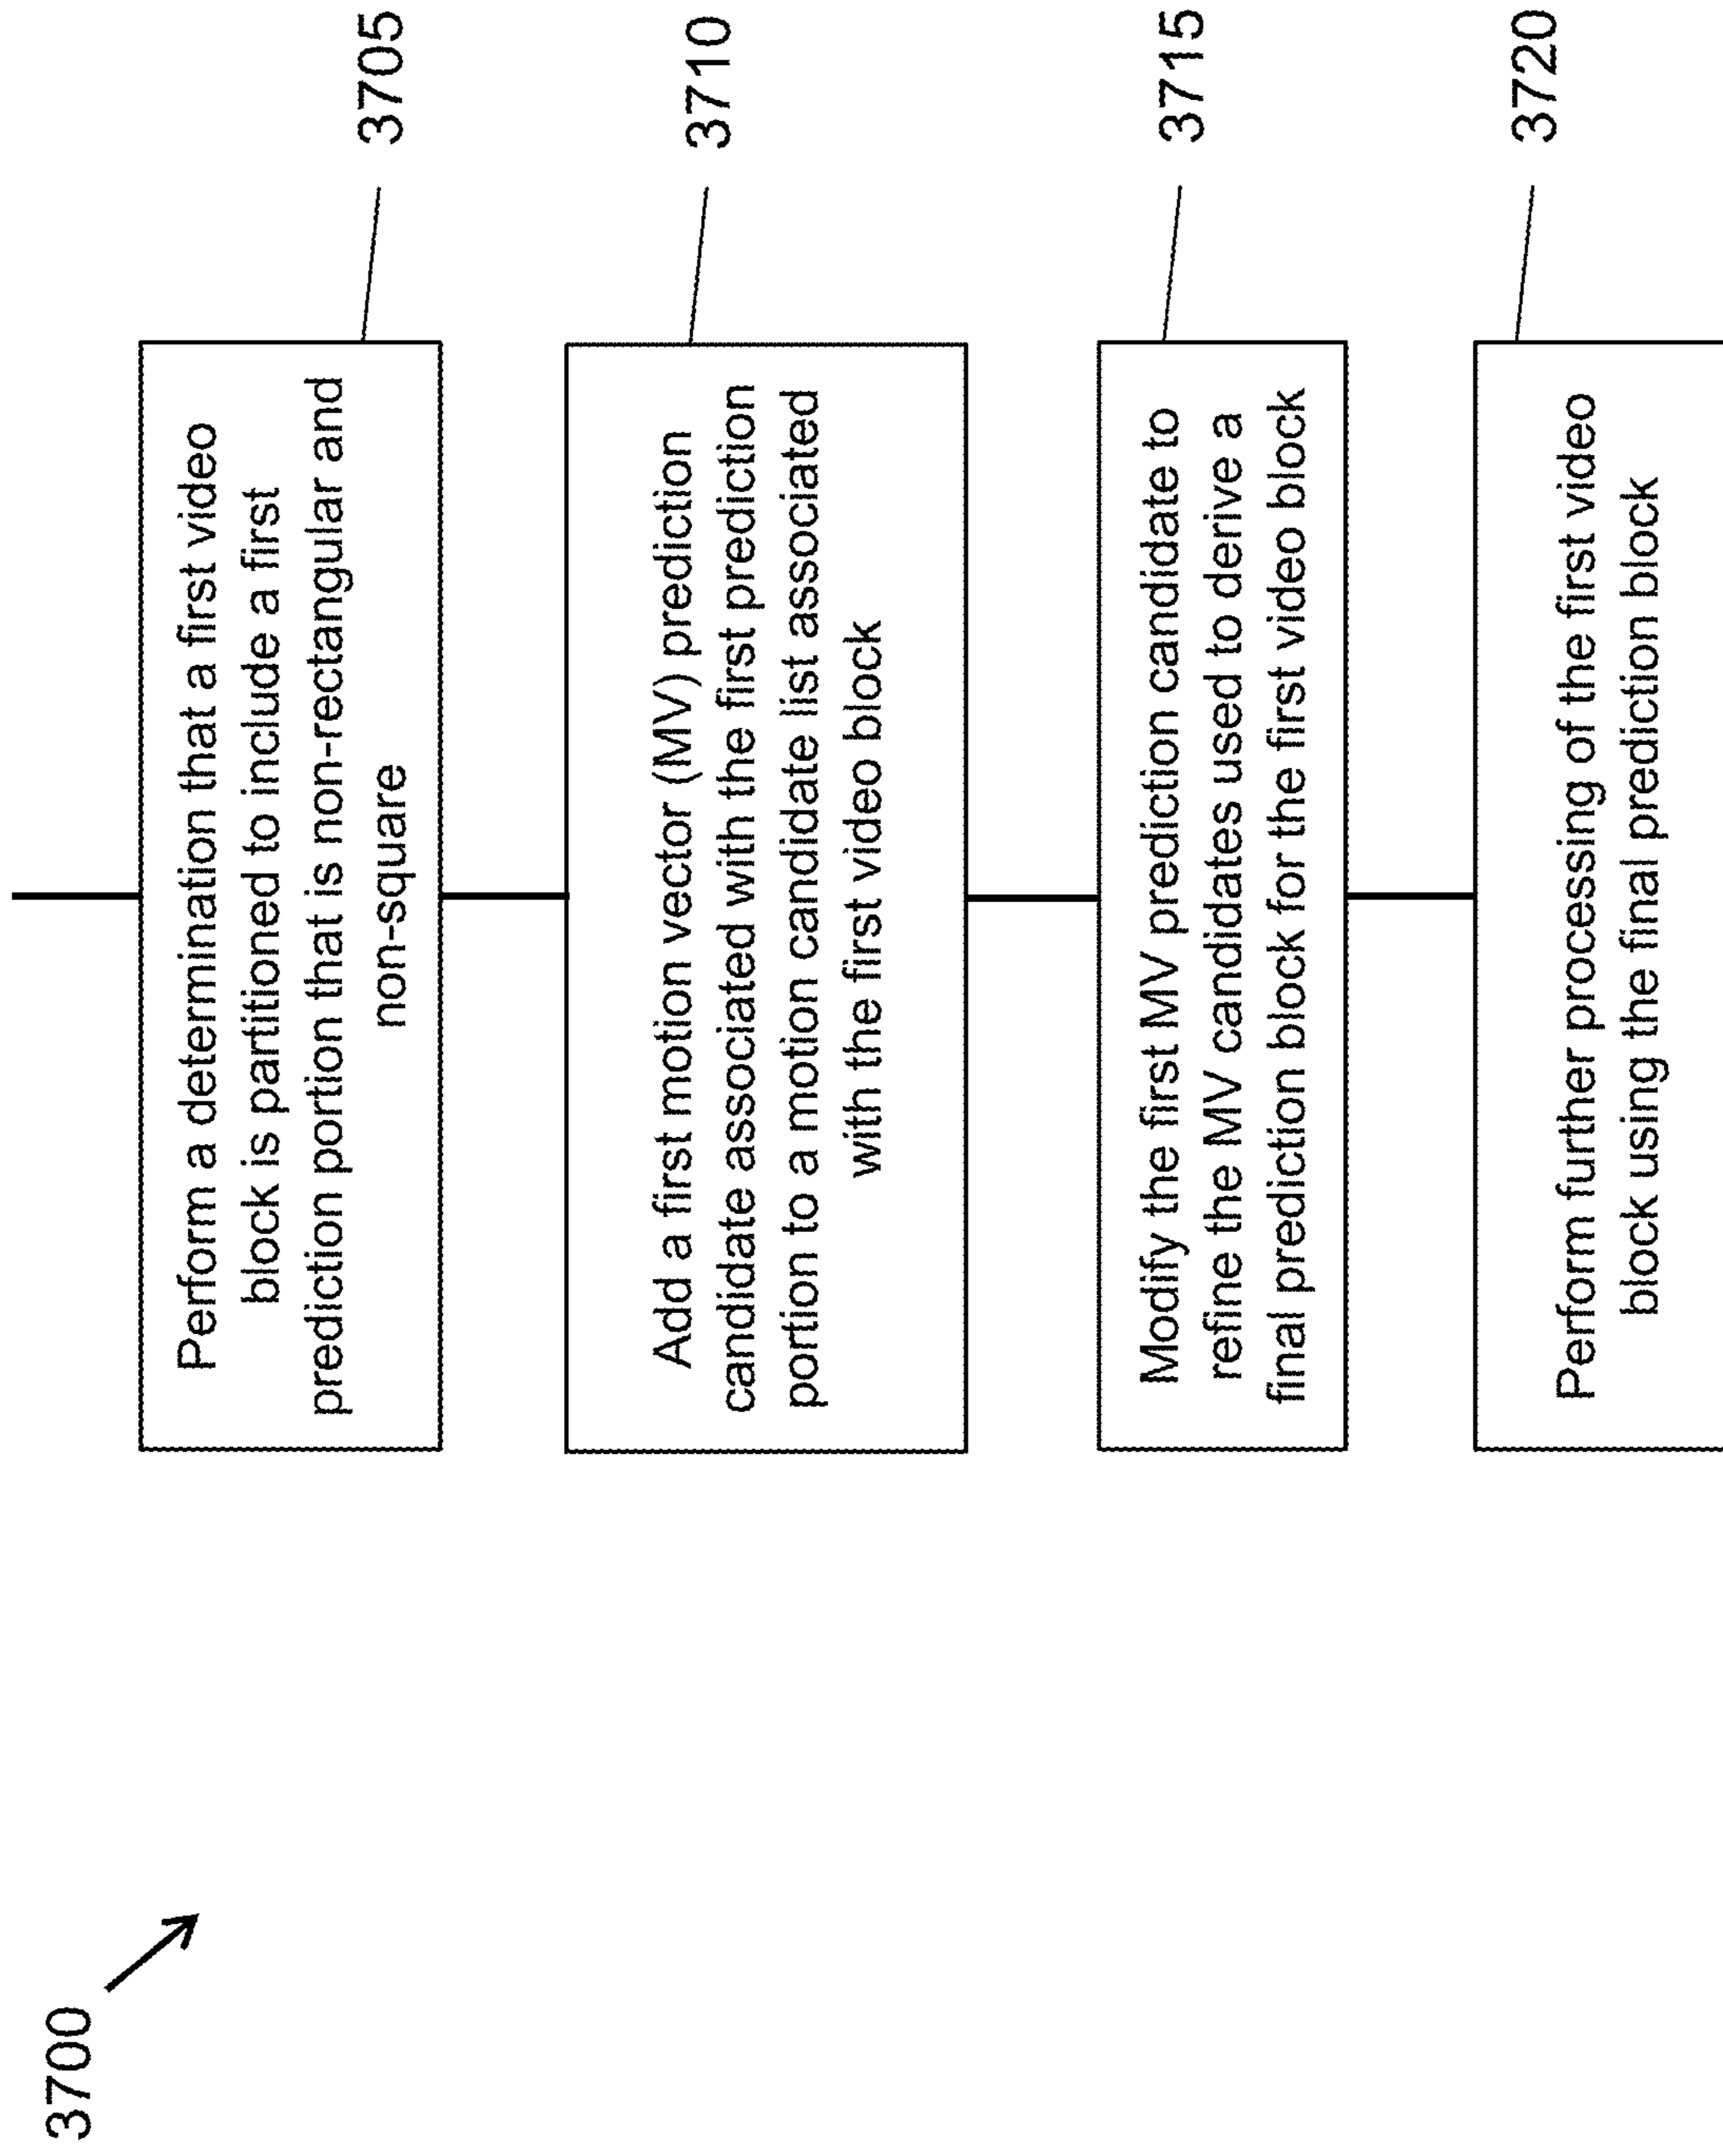 3700
Perform a determination that a first video
block is partitioned to include a first
prediction portion that is non-rectangular and
non-square
3705
Add a first motion vector (MV) prediction
candidate associated with the first prediction
portion to a motion candidate list associated
with the first video block
3710
Modify the first MV prediction candidate to
refine the MV candidates used to derive a
final prediction block for the first video block
3715
Perform further processing of the first video
block using the final prediction block
3720